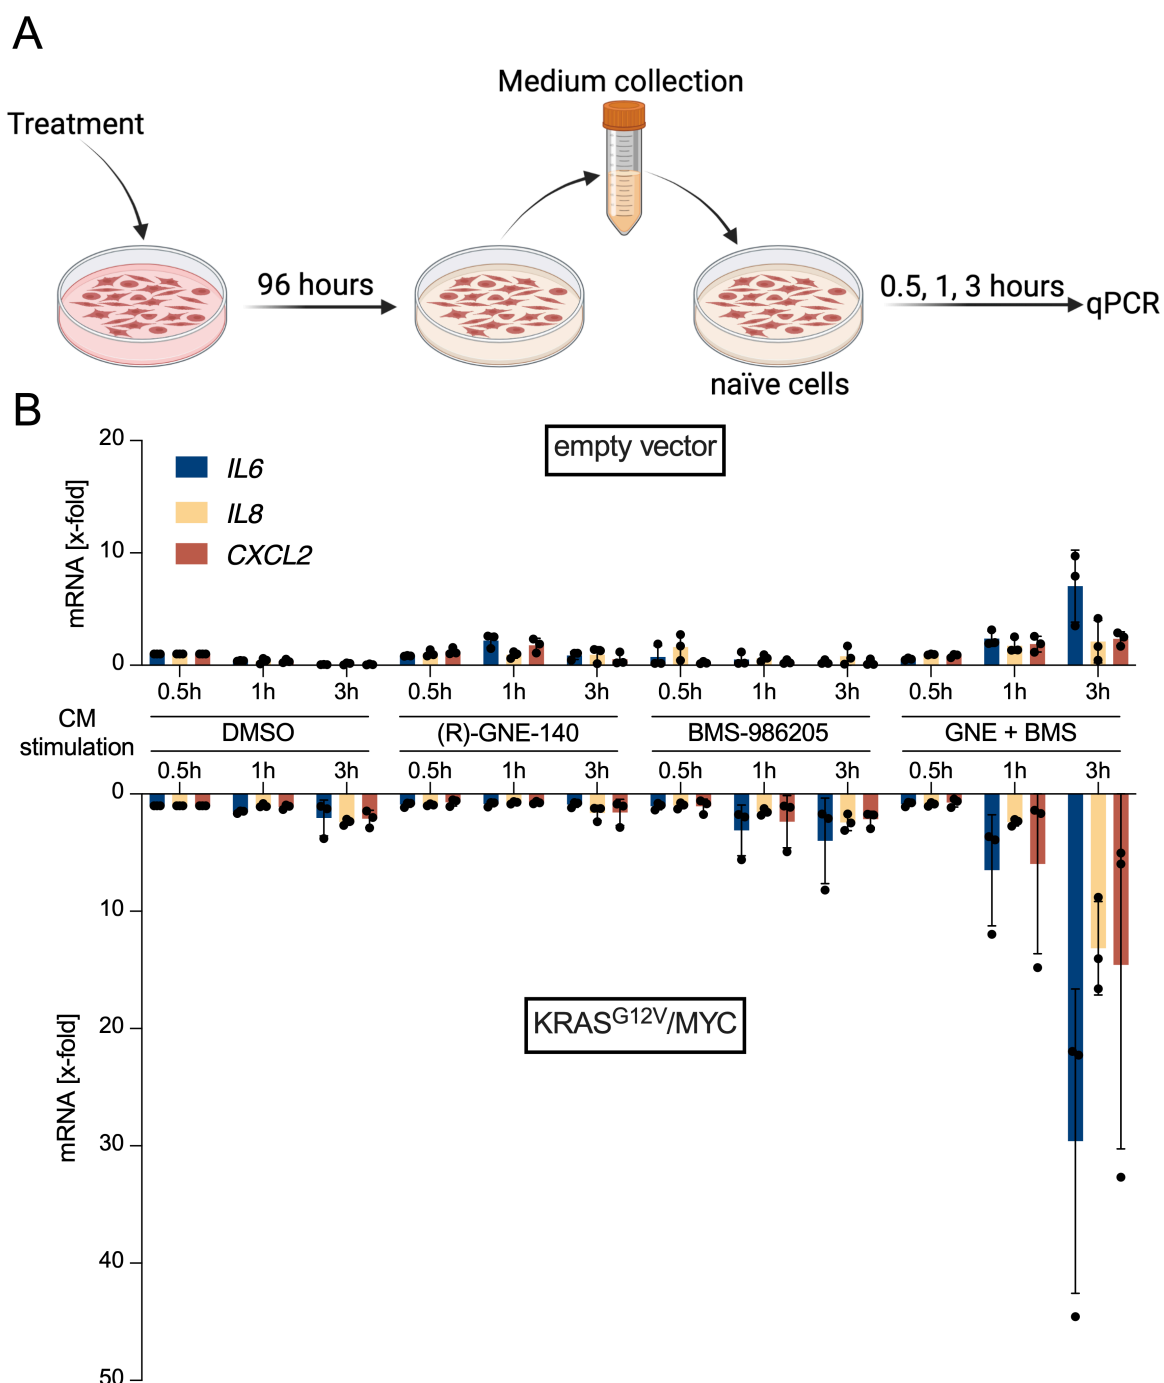 A
Medium collection
Treatment
96 hours
0.5, 1, 3 hours
qPCR
naïve cells
B
empty vector
mRNA [x-fold]
20
10
0
IL6
IL8
CXCL2
0.5h 1h 3h 0.5h 1h 3h 0.5h 1h 3h 0.5h 1h 3h
CM
stimulation
DMSO (R)-GNE-140 BMS-986205 GNE + BMS
0.5h 1h 3h 0.5h 1h 3h 0.5h 1h 3h 0.5h 1h 3h
0
10
20
30
40
50
mRNA [x-fold]
KRASG12V/MYC